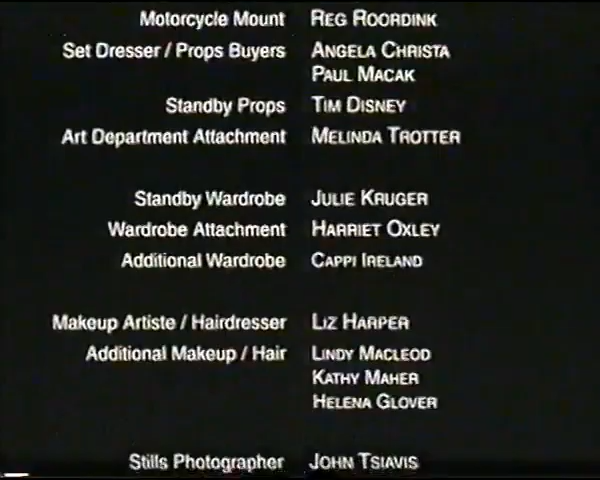 Motorcycle Mount REG ROORDINK
Set Dresser / Props Buyers ANGELA CHRISTA
PAUL MACAK
Standby Props TIM DISNEY
Art Department Attachment MELINDA TROTTER
Standby Wardrobe JULIE KRUGER
Wardrobe Attachment HARRIET OXLEY
Additional Wardrobe CAPPI IRELAND
Makeup Artiste / Hairdresser LIZ HARPER
Additional Makeup / Hair LINDY MACLEOD
KATHY MAHER
HELENA GLOVER
Stills Photographer JOHN TSIAVIS